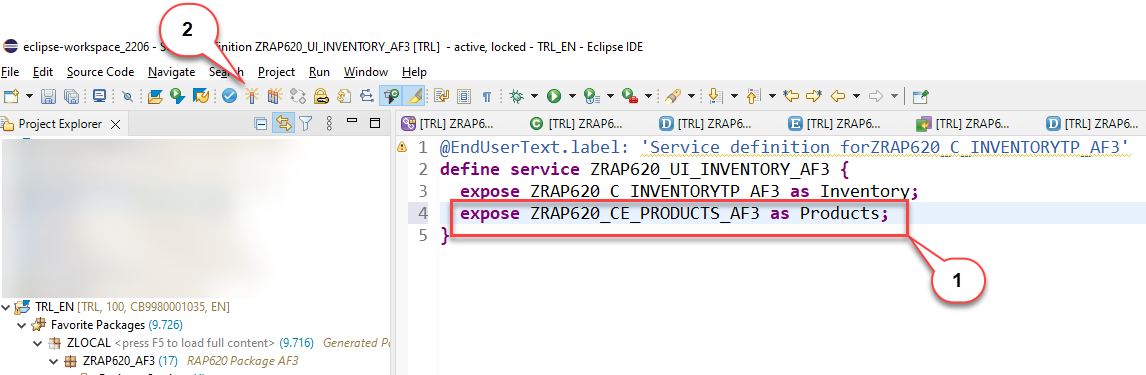 2
eclipse-workspace_2206 - S finition ZRAP620_UI_INVENTORY_AF3 [TRL] - active, locked - TRL_EN - Eclipse IDE
File Edit Source Code Navigate Search Project Run Window Help
Project Explorer
[TRL] ZRAP6... [TRL] ZRAP6... [TRL] ZRAP6... [TRL] ZRAP6... [TRL] ZRAP6... [TRL] ZRAP6...
1 @EndUserText.label: 'Service definition forZRAP620_C_INVENTORYTP_AF3'
2 define service ZRAP620_UI_INVENTORY_AF3 {
3 expose ZRAP620_C_INVENTORYTP_AF3 as Inventory;
4 expose ZRAP620_CE_PRODUCTS_AF3 as Products;
5 }
1
TRL_EN [TRL, 100, CB9980001035, EN]
Favorite Packages (9.726)
ZLOCAL <press F5 to load full content> (9.716) Generated Pa
ZRAP620_AF3 (17) RAP620 Package AF3